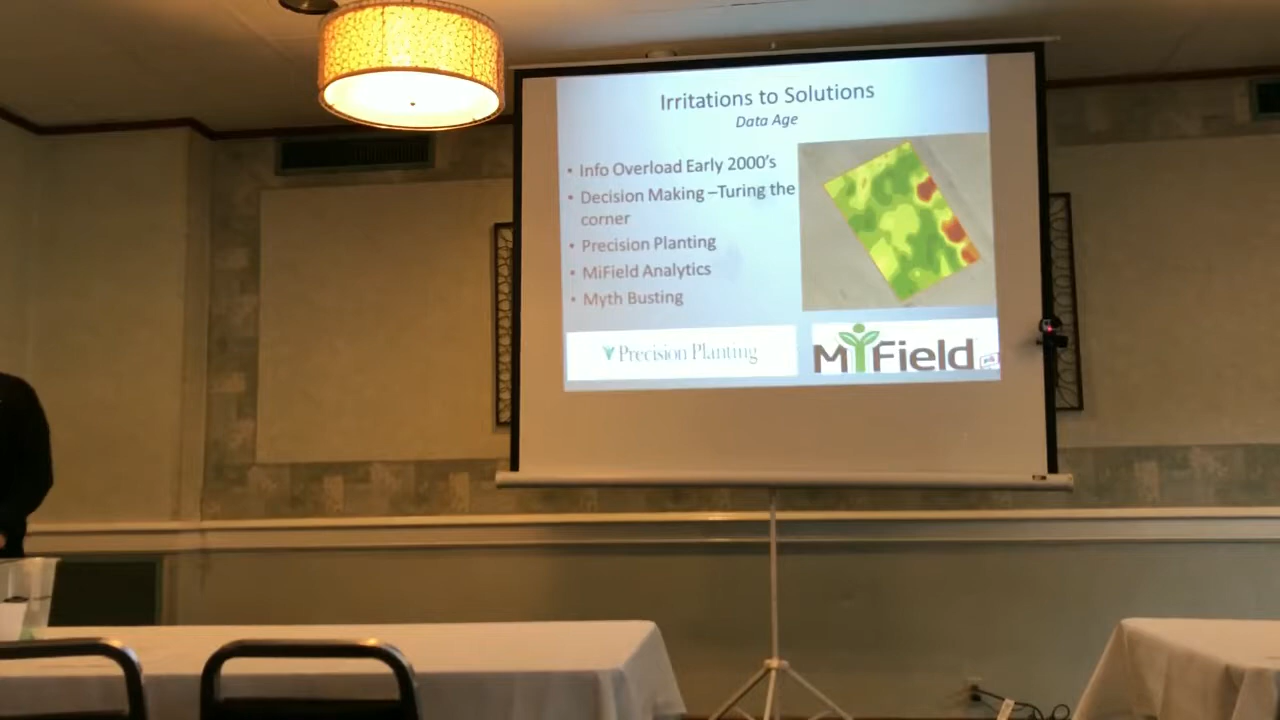 Irritations to Solutions
Data Age
• Info Overload Early 2000's
• Decision Making –Turing the
corner
• Precision Planting
• MiField Analytics
• Myth Busting
Precision Planting
MiField